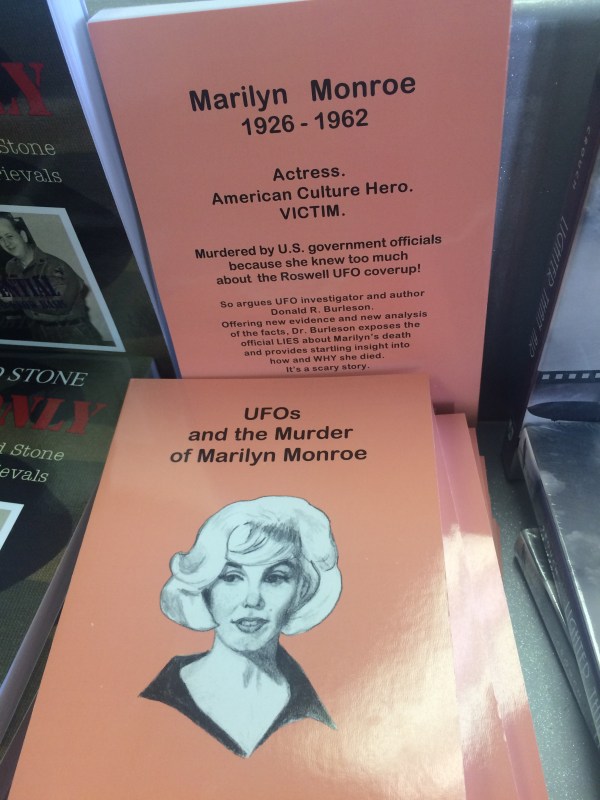 Marilyn Monroe
1926 - 1962
Actress.
American Culture Hero.
VICTIM.
Murdered by U.S. government officials
because she knew too much
about the Roswell UFO coverup!
So argues UFO investigator and author
Donald R. Burleson.
Offering new evidence and new analysis
of the facts, Dr. Burleson exposes the
official LIES about Marilyn's death
and provides startling insight into
how and WHY she died.
It's a scary story.
UFOs
and the Murder
of Marilyn Monroe
Stone
ievals
STONE
Stone
evals